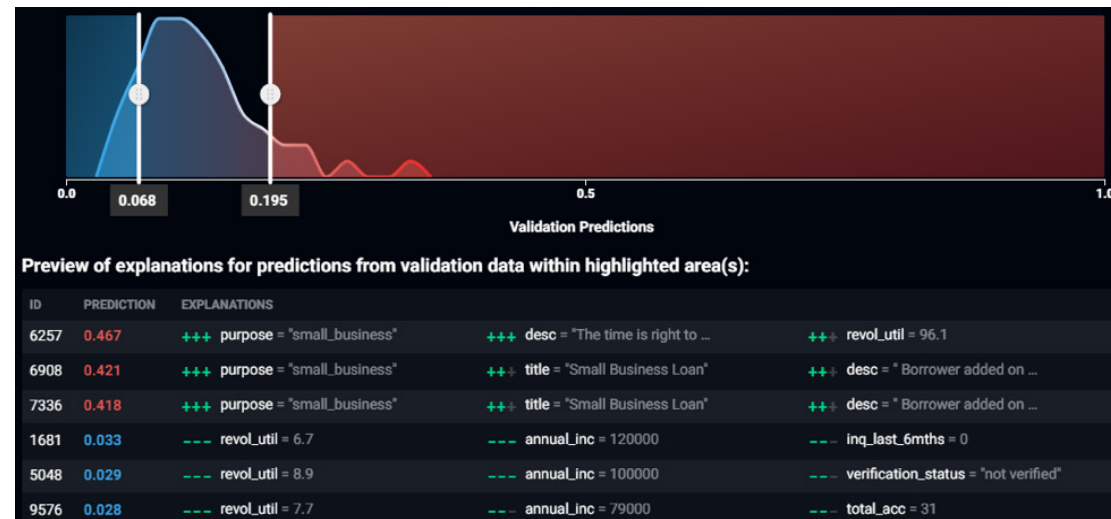 0.0 0.068 0.195 0.5 1.0
Validation Predictions
Preview of explanations for predictions from validation data within highlighted area(s):
ID PREDICTION EXPLANATIONS
6257 0.467 +++ purpose = "small_business" +++ desc = "The time is right to ... +++ revol_util = 96.1
6908 0.421 +++ purpose = "small_business" +++ title = "Small Business Loan" +++ desc = " Borrower added on ...
7336 0.418 +++ purpose = "small_business" +++ title = "Small Business Loan" +++ desc = " Borrower added on ...
1681 0.033 --- revol_util = 6.7 --- annual_inc = 120000 --- inq_last_6mths = 0
5048 0.029 --- revol_util = 8.9 --- annual_inc = 100000 --- verification_status = "not verified"
9576 0.028 --- revol_util = 7.7 --- annual_inc = 79000 --- total_acc = 31